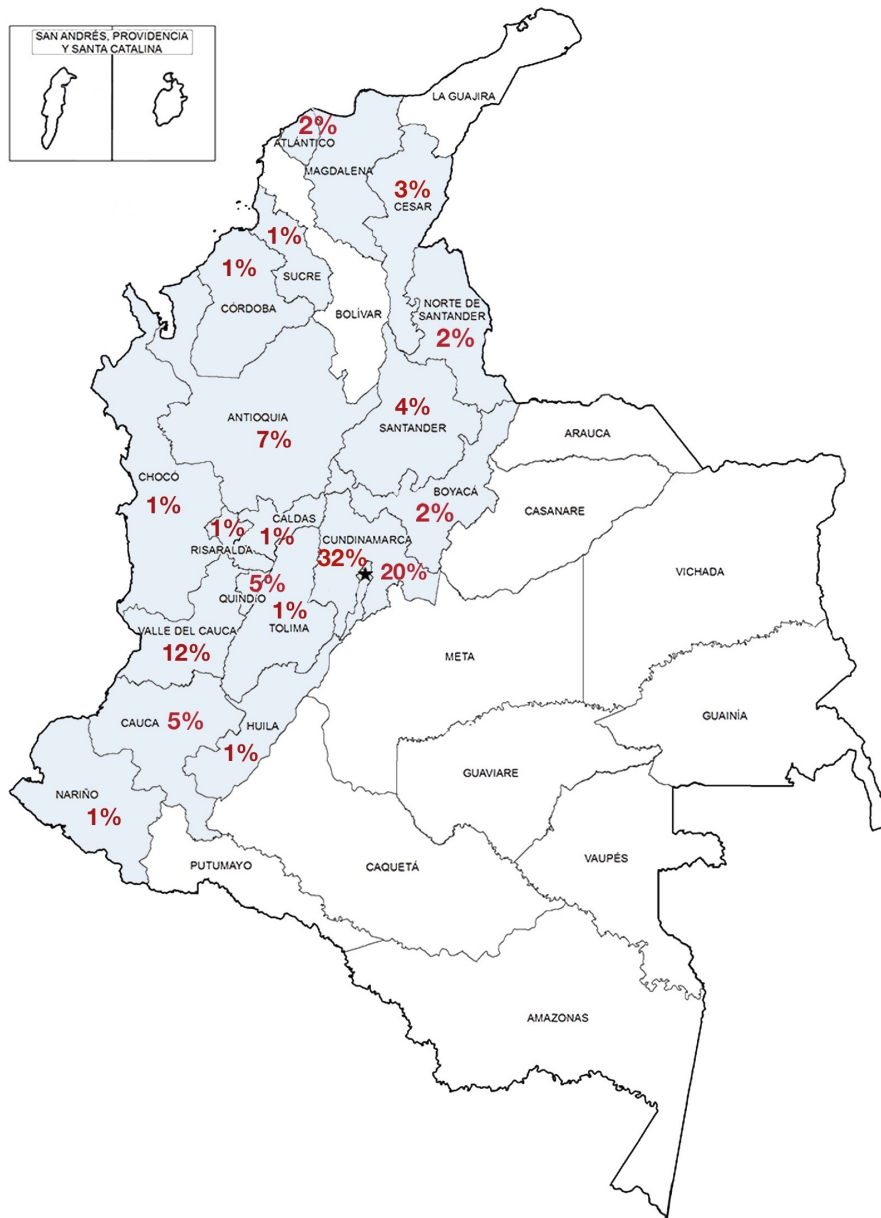 SAN ANDRÉS, PROVIDENCIA
Y SANTA CATALINA
LA GUAJIRA
2%
ATLÁNTICO
MAGDALENA
3%
CESAR
1%
SUCRE
1%
CÓRDOBA
BOLÍVAR
NORTE DE
SANTANDER
2%
ANTIOQUIA
7%
4%
SANTANDER
ARAUCA
CHOCÓ
1%
BOYACÁ
2%
CASANARE
1%
RISARALDA
CALDAS
1%
CUNDINAMARCA
32%
20%
VICHADA
5%
QUINDÍO
1%
TOLIMA
VALLE DEL CAUCA
12%
META
CAUCA 5%
HUILA
1%
GUAINÍA
GUAVIARE
NARIÑO
1%
PUTUMAYO
CAQUETÁ
VAUPÉS
AMAZONAS